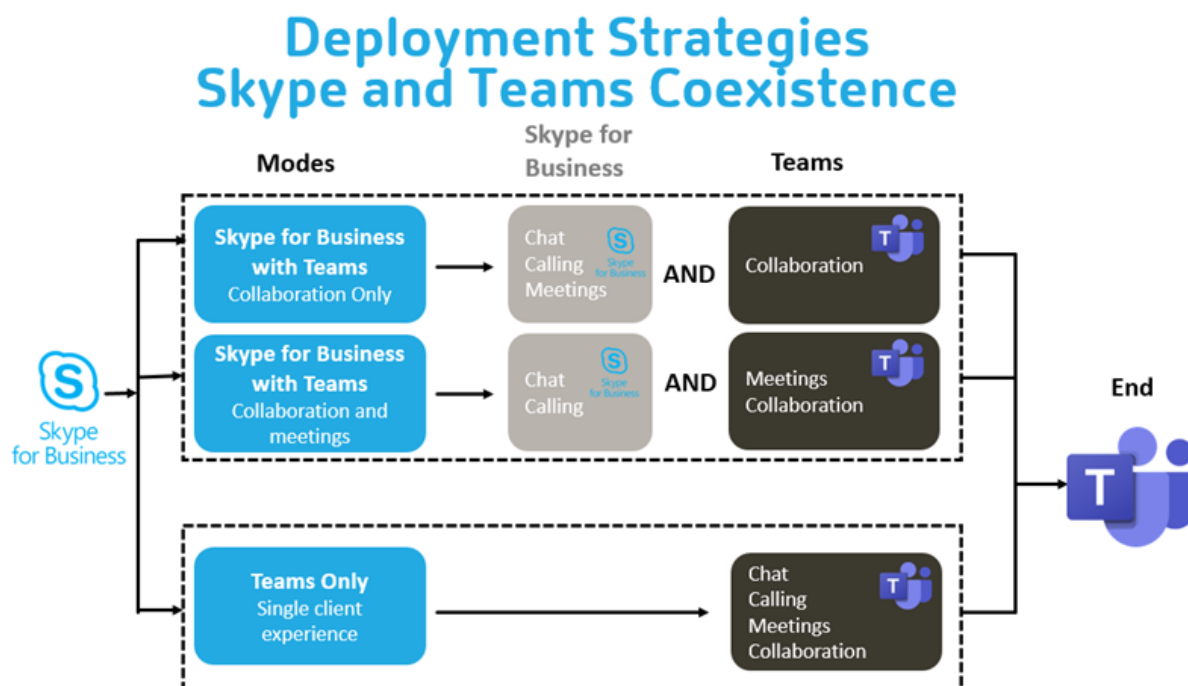 Deployment Strategies
Skype and Teams Coexistence
Modes
Skype for
Business
Teams
Skype for Business
with Teams
Collaboration Only
Chat
Calling
Meetings
S
Skype
for Business
AND
T
Collaboration
Skype for Business
with Teams
Collaboration and
meetings
Chat
Calling
S
Skype
for Business
AND
T
Meetings
Collaboration
S
Skype
for Business
End
T
Teams Only
Single client
experience
T
Chat
Calling
Meetings
Collaboration